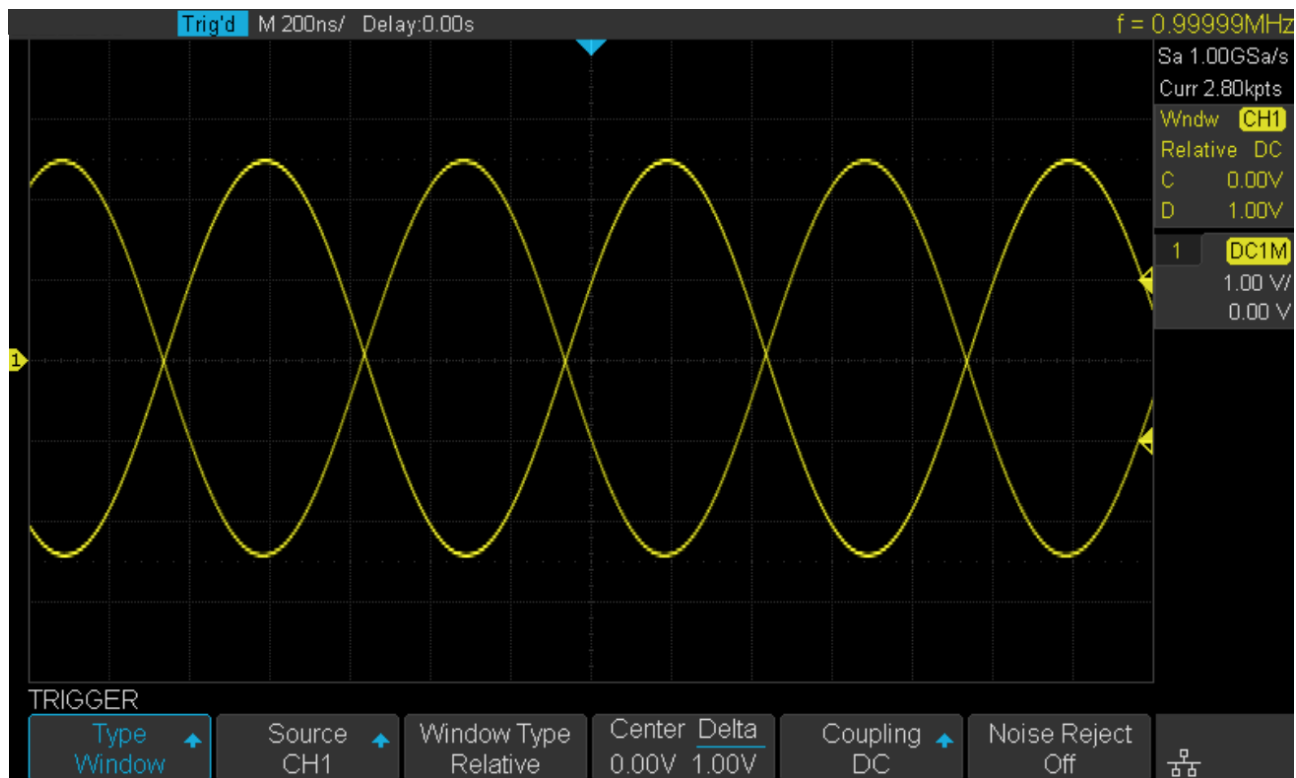 Trig'd M 200ns/ Delay:0.00s f = 0.99999MHz
Sa 1.00GSa/s
Curr 2.80kpts
Wndw CH1
Relative DC
C 0.00V
D 1.00V
1 DC1M
1.00 V/
0.00 V
1
TRIGGER
Type Source Window Type Center Delta Coupling Noise Reject
Window CH1 Relative 0.00V 1.00V DC Off